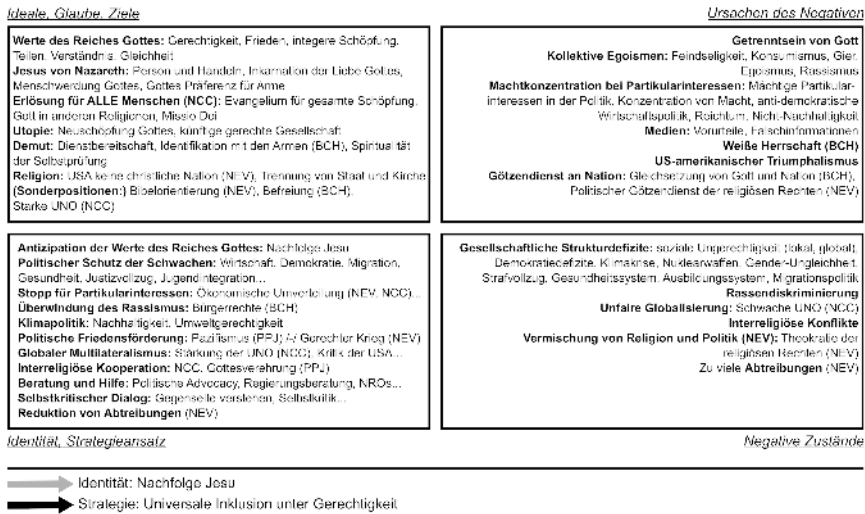 Ideale, Glaube, Ziele
Ursachen des Negativen
Werte des Reiches Gottes: Gerechtigkeit, Frieden, integere Schöpfung,
Teilen, Verständnis, Gleichheit
Jesus von Nazareth: Person und Handeln, Inkarnation der Liebe Gottes,
Menschwerdung Gottes, Gottes Präferenz für Arme
Erlösung für ALLE Menschen (NCC): Evangelium für gesamte Schöpfung,
Gott in anderen Religionen, Missio Dei
Utopie: Neuschöpfung Gottes, künftige gerechte Gesellschaft
Demut: Dienstbereitschaft, Identifikation mit den Armen (BCH), Spiritualität
der Selbstprüfung
Religion: USA keine christliche Nation (NEV), Trennung von Staat und Kirche
(Sonderpositionen:) Bibelorientierung (NEV), Befreiung (BCH),
Starke UNO (NCC)
Getrenntsein von Gott
Kollektive Egoismen: Feindseligkeit, Konsumismus, Gier,
Egoismus, Rassismus
Machtkonzentration bei Partikularinteressen: Mächtige Partikular-
interessen in der Politik, Konzentration von Macht, anti-demokratische
Wirtschaftspolitik, Reichtum, Nicht-Nachhaltigkeit
Medien: Vorurteile, Falschinformationen
Weiße Herrschaft (BCH)
US-amerikanischer Triumphalismus
Götzendienst an Nation: Gleichsetzung von Gott und Nation (BCH),
Politischer Götzendienst der religiösen Rechten (NEV)
Antizipation der Werte des Reiches Gottes: Nachfolge Jesu
Politischer Schutz der Schwachen: Wirtschaft, Demokratie, Migration,
Gesundheit, Justizvollzug, Jugendintegration...
Stopp für Partikularinteressen: Ökonomische Umverteilung (NEV, NCC)...
Überwindung des Rassismus: Bürgerrechte (BCH)
Klimapolitik: Nachhaltigkeit, Umweltgerechtigkeit
Politische Friedensförderung: Pazifismus (PPJ) /-/ Gerechter Krieg (NEV)
Globaler Multilateralismus: Stärkung der UNO (NCC), Kritik der USA...
Interreligiöse Kooperation: NCC, Gottesverehrung (PPJ)
Beratung und Hilfe: Politische Advocacy, Regierungsberatung, NROs...
Selbstkritischer Dialog: Gegenseite verstehen, Selbstkritik...
Reduktion von Abtreibungen (NEV)
Gesellschaftliche Strukturdefizite: soziale Ungerechtigkeit (lokal, global),
Demokratiedefizite, Klimakrise, Nuklearwaffen, Gender-Ungleichheit,
Strafvollzug, Gesundheitssystem, Ausbildungssystem, Migrationspolitik
Rassendiskriminierung
Unfaire Globalisierung: Schwache UNO (NCC)
Interreligiöse Konflikte
Vermischung von Religion und Politik (NEV): Theokratie der
religiösen Rechten (NEV)
Zu viele Abtreibungen (NEV)
Identität, Strategieansatz
Negative Zustände
Identität: Nachfolge Jesu
Strategie: Universale Inklusion unter Gerechtigkeit